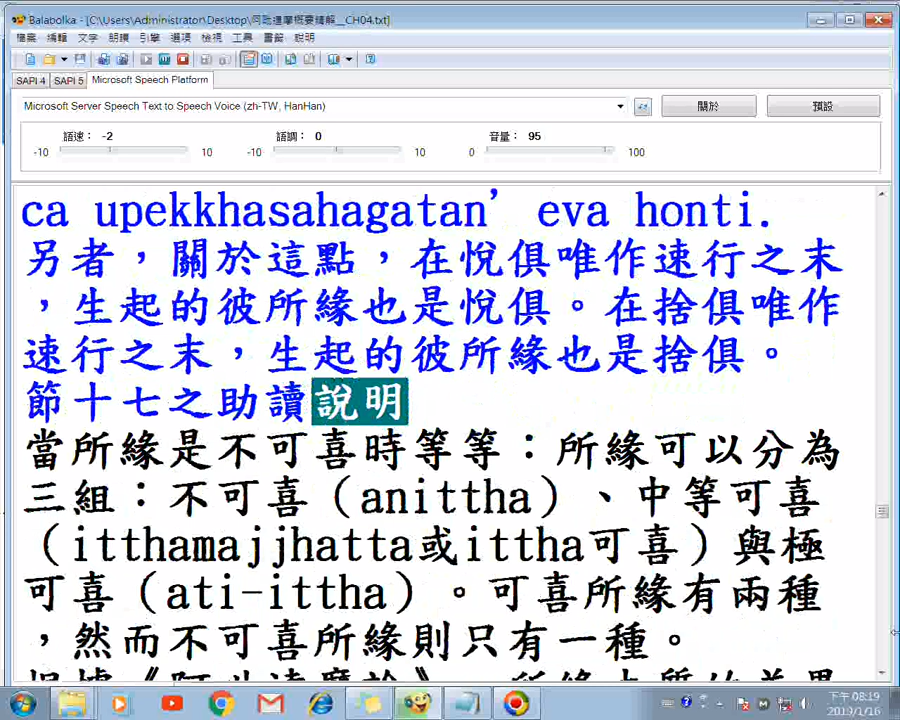 Balabolka - [C:\Users\Administrator\Desktop\阿毗達摩概要精解__CH04.txt]
檔案 編輯 文字 朗讀 引擎 選項 檢視 工具 書籤 說明
SAPI 4 SAPI 5 Microsoft Speech Platform
Microsoft Server Speech Text to Speech Voice (zh-TW, HanHan) 關於 預設
語速： -2 語調： 0 音量： 95
-10 10 -10 10 0 100
ca upekkhasahagatan’ eva honti.
另者，關於這點，在悅俱唯作速行之末
，生起的彼所緣也是悅俱。在捨俱唯作
速行之末，生起的彼所緣也是捨俱。
節十七之助讀說明
當所緣是不可喜時等等：所緣可以分為
三組：不可喜（anittha）、中等可喜
（itthamajjhatta或ittha可喜）與極
可喜（ati-ittha）。可喜所緣有兩種
，然而不可喜所緣則只有一種。
下午 08:19
2019/1/16